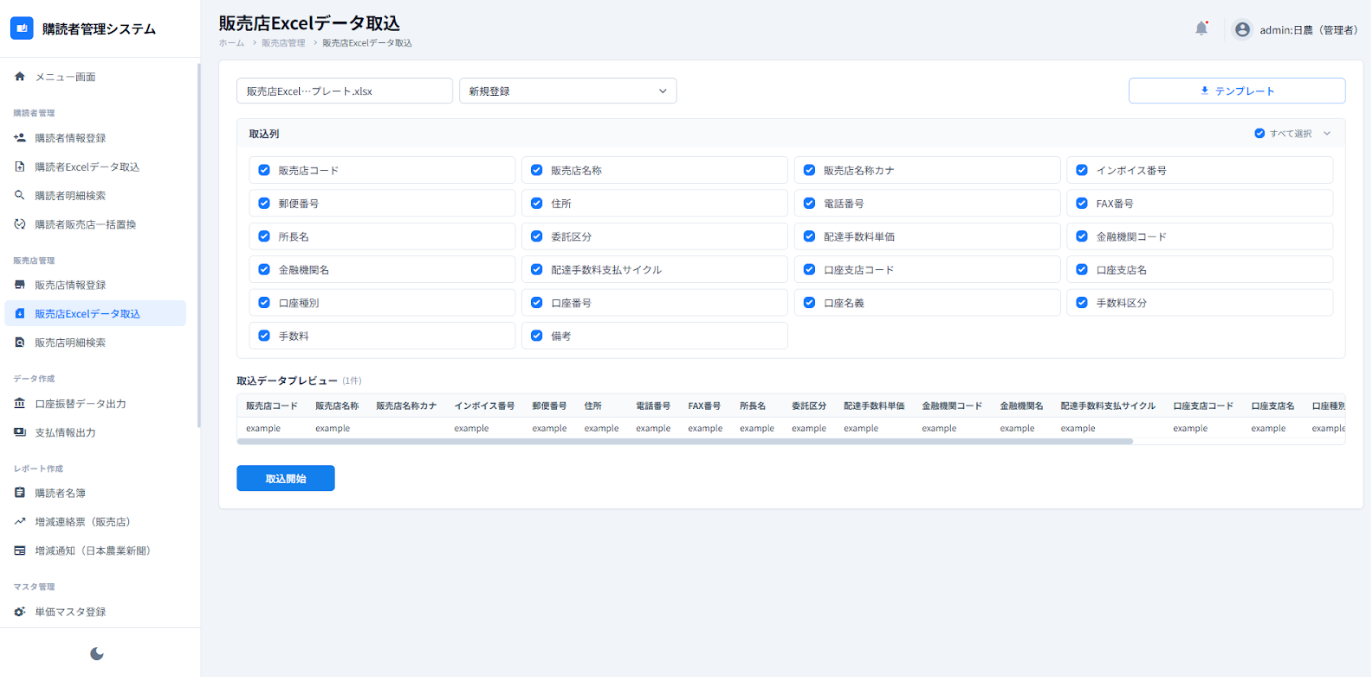 購読者管理システム
メニュー画面
購読者管理
購読者情報登録
購読者Excelデータ取込
購読者明細検索
購読者販売店一括置換
販売店管理
販売店情報登録
販売店Excelデータ取込
販売店明細検索
データ作成
口座振替データ出力
支払情報出力
レポート作成
購読者名簿
増減連絡票（販売店）
増減通知（日本農業新聞）
マスタ管理
単価マスタ登録
販売店Excelデータ取込
ホーム > 販売店管理 > 販売店Excelデータ取込
admin:日農（管理者）
販売店Excel…プレート.xlsx 新規登録 テンプレート
取込列 すべて選択
販売店コード 販売店名称 販売店名称カナ インボイス番号
郵便番号 住所 電話番号 FAX番号
所長名 委託区分 配達手数料単価 金融機関コード
金融機関名 配達手数料支払サイクル 口座支店コード 口座支店名
口座種別 口座番号 口座名義 手数料区分
手数料 備考
取込データプレビュー (1件)
販売店コード 販売店名称 販売店名称カナ インボイス番号 郵便番号 住所 電話番号 FAX番号 所長名 委託区分 配達手数料単価 金融機関コード 金融機関名 配達手数料支払サイクル 口座支店コード 口座支店名 口座種別
example example example example example example example example example example example example example example example example
取込開始